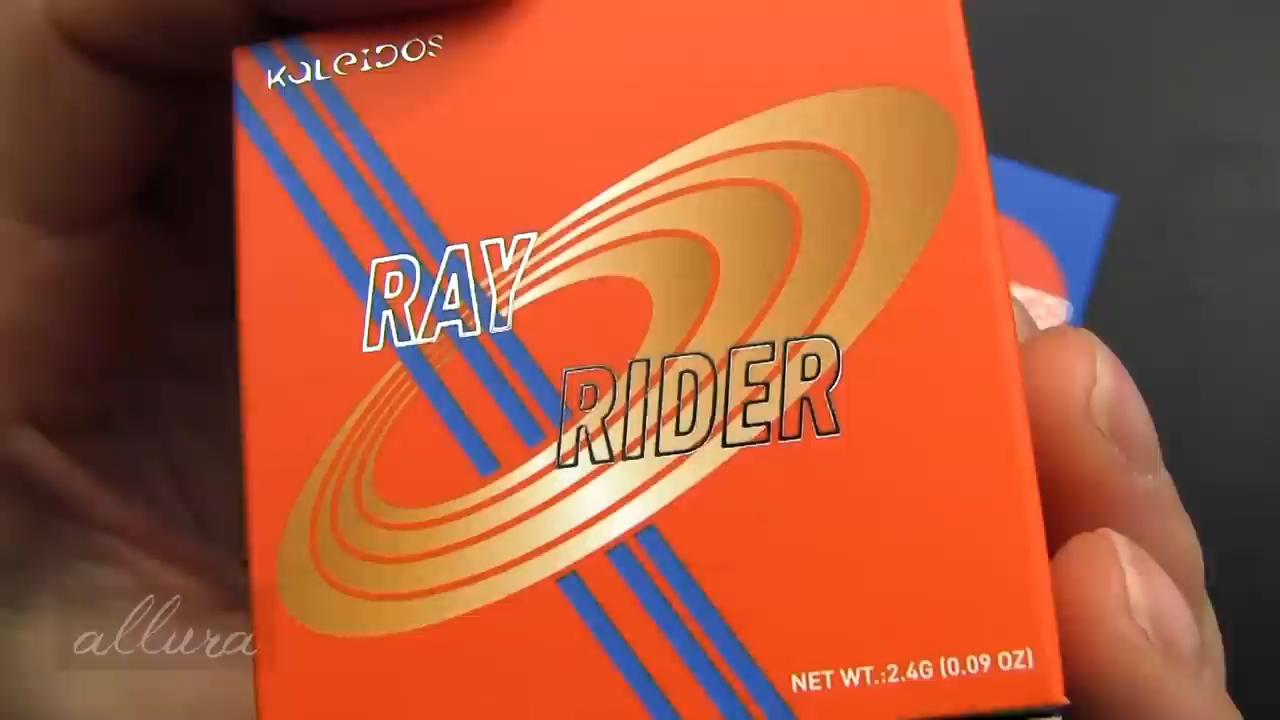 KALEIDOS
RAY
RIDER
allura
NET WT.:2.4G (0.09 OZ)